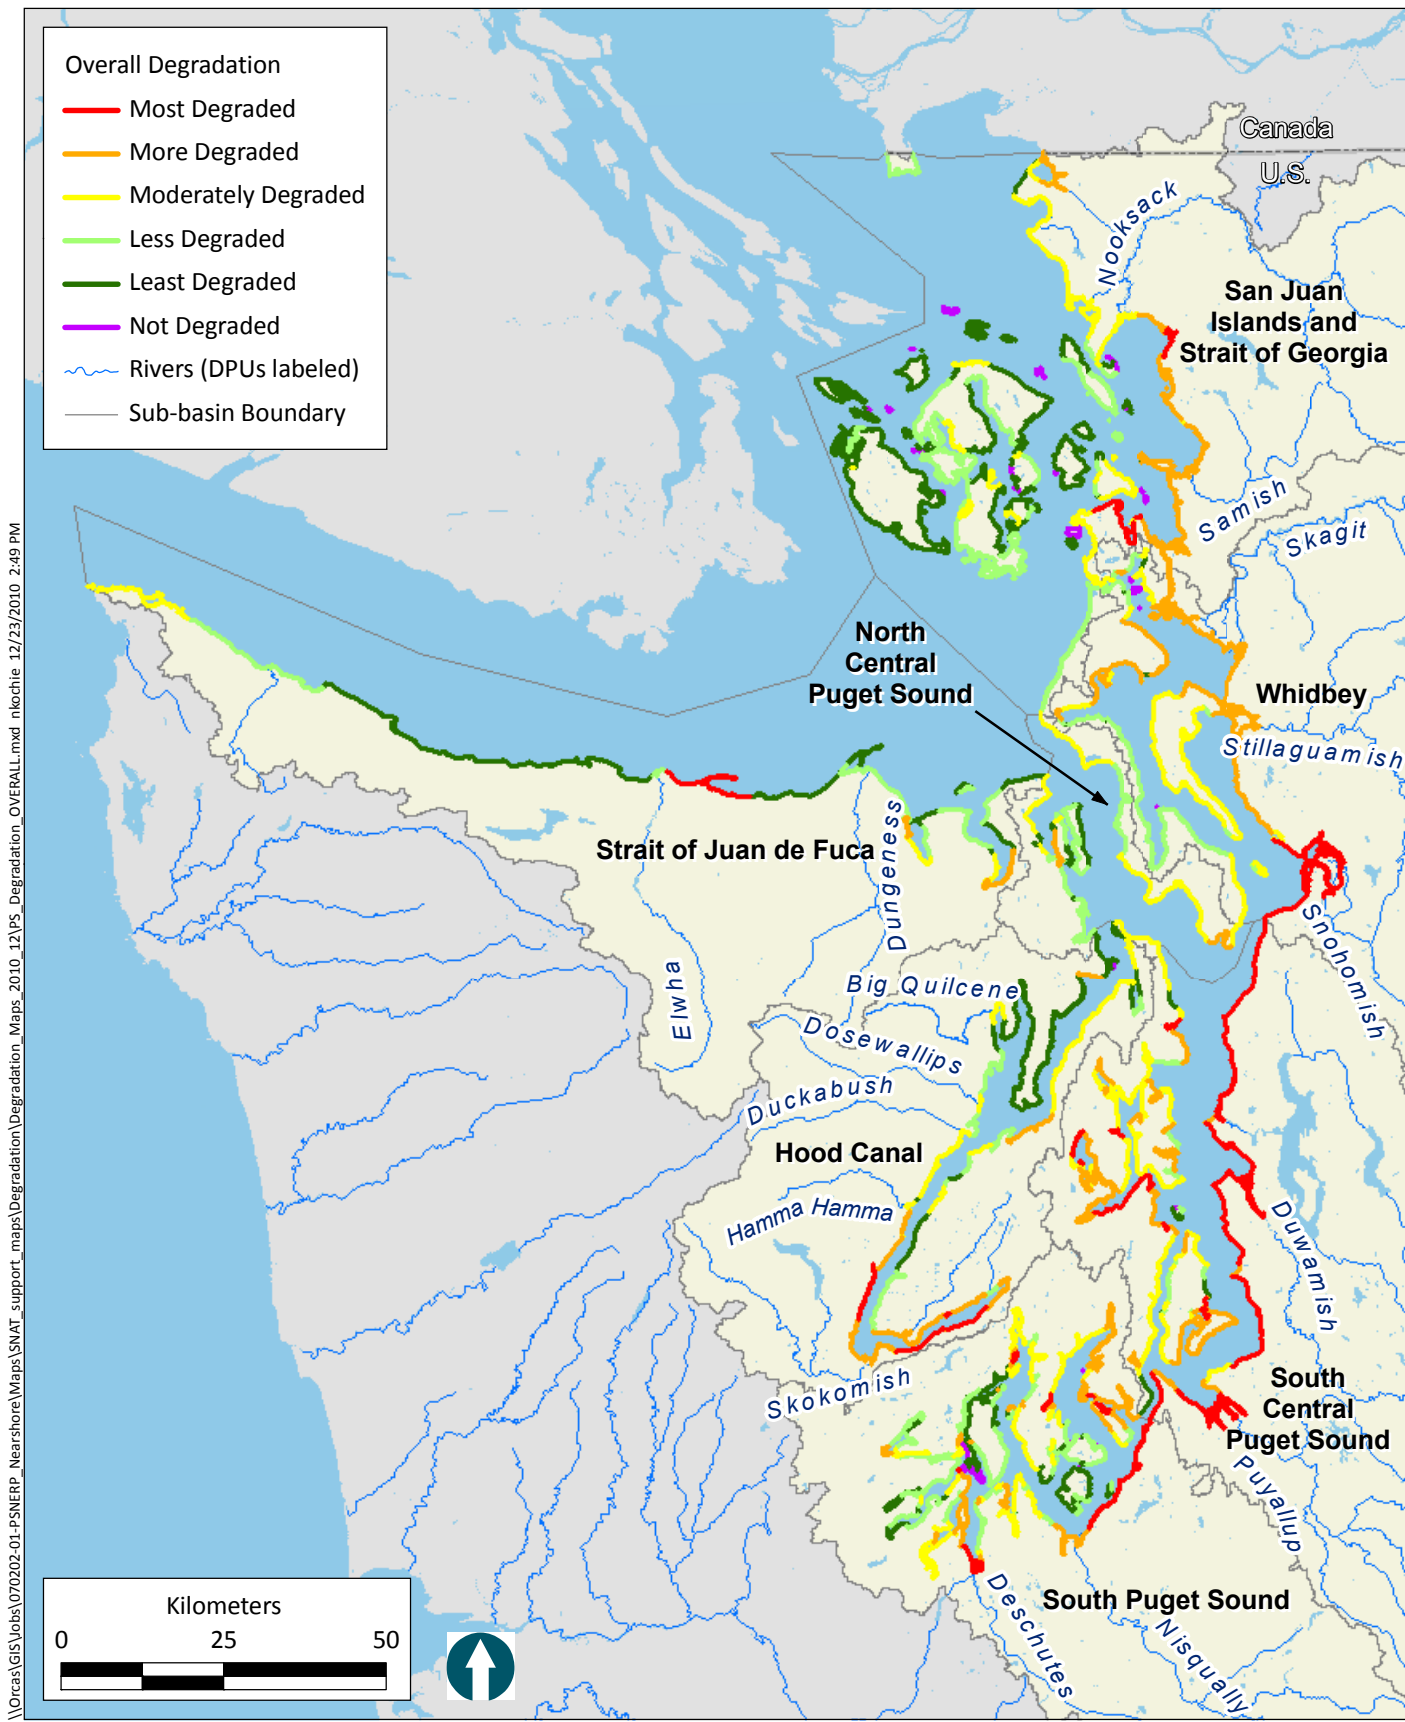 Overall Degradation
Most Degraded
More Degraded
Moderately Degraded
Less Degraded
Least Degraded
Not Degraded
Rivers (DPUs labeled)
Sub-basin Boundary
Canada
U.S.
Nooksack
San Juan
Islands and
Strait of Georgia
Samish
Skagit
North
Central
Puget Sound
Whidbey
Stillaguamish
Strait of Juan de Fuca
Dungeness
Elwha
Snohomish
Big Quilcene
Dosewallips
Duckabush
Hood Canal
Hamma Hamma
Duwamish
Skokomish
South
Central
Puget Sound
Puyallup
South Puget Sound
Deschutes
Nisqually
Kilometers
0 25 50
\\Orcas\GIS\Jobs\070202-01-PSNERP_Nearshore\Maps\SNAT_support_maps\Degradation\Degradation_Maps_2010_12\PS_Degradation_OVERALL.mxd nkochie 12/23/2010 2:49 PM